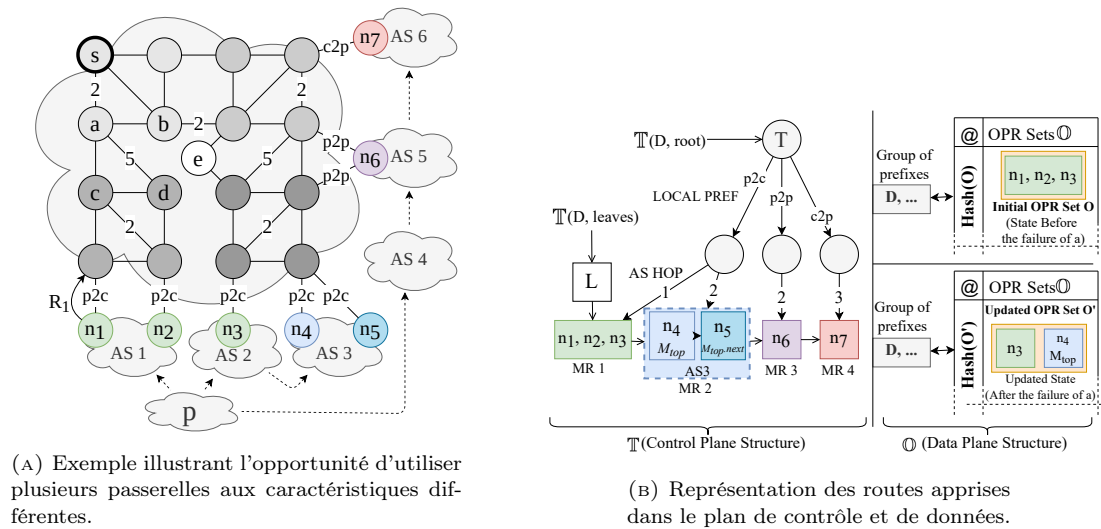 s
2
a
b
2
5
e
5
2
c
d
2
2
R1
c2p
n7
AS 6
p2p
p2p
n6
AS 5
AS 4
p2c
p2c
p2c
p2c
p2c
n1
n2
n3
n4
n5
AS 1
AS 2
AS 3
p
(A) Exemple illustrant l'opportunité d'utiliser
plusieurs passerelles aux caractéristiques dif-
férentes.
𝕋(D, root)
T
p2c
p2p
c2p
LOCAL PREF
𝕋(D, leaves)
L
AS HOP
1
2
2
3
n1, n2, n3
n4
Mtop
n5
Mtop.next
n6
n7
MR 1
AS3
MR 2
MR 3
MR 4
𝕋(Control Plane Structure)
Group of
prefixes
D, ...
@
OPR Sets𝕆
Hash(O)
n1, n2, n3
Initial OPR Set O
(State Before
the failure of a)
Group of
prefixes
D, ...
@
OPR Sets𝕆
Hash(O')
Updated OPR Set O'
n3
n4
Mtop
Updated State
(After the failure of a)
𝕆 (Data Plane Structure)
(B) Représentation des routes apprises
dans le plan de contrôle et de données.